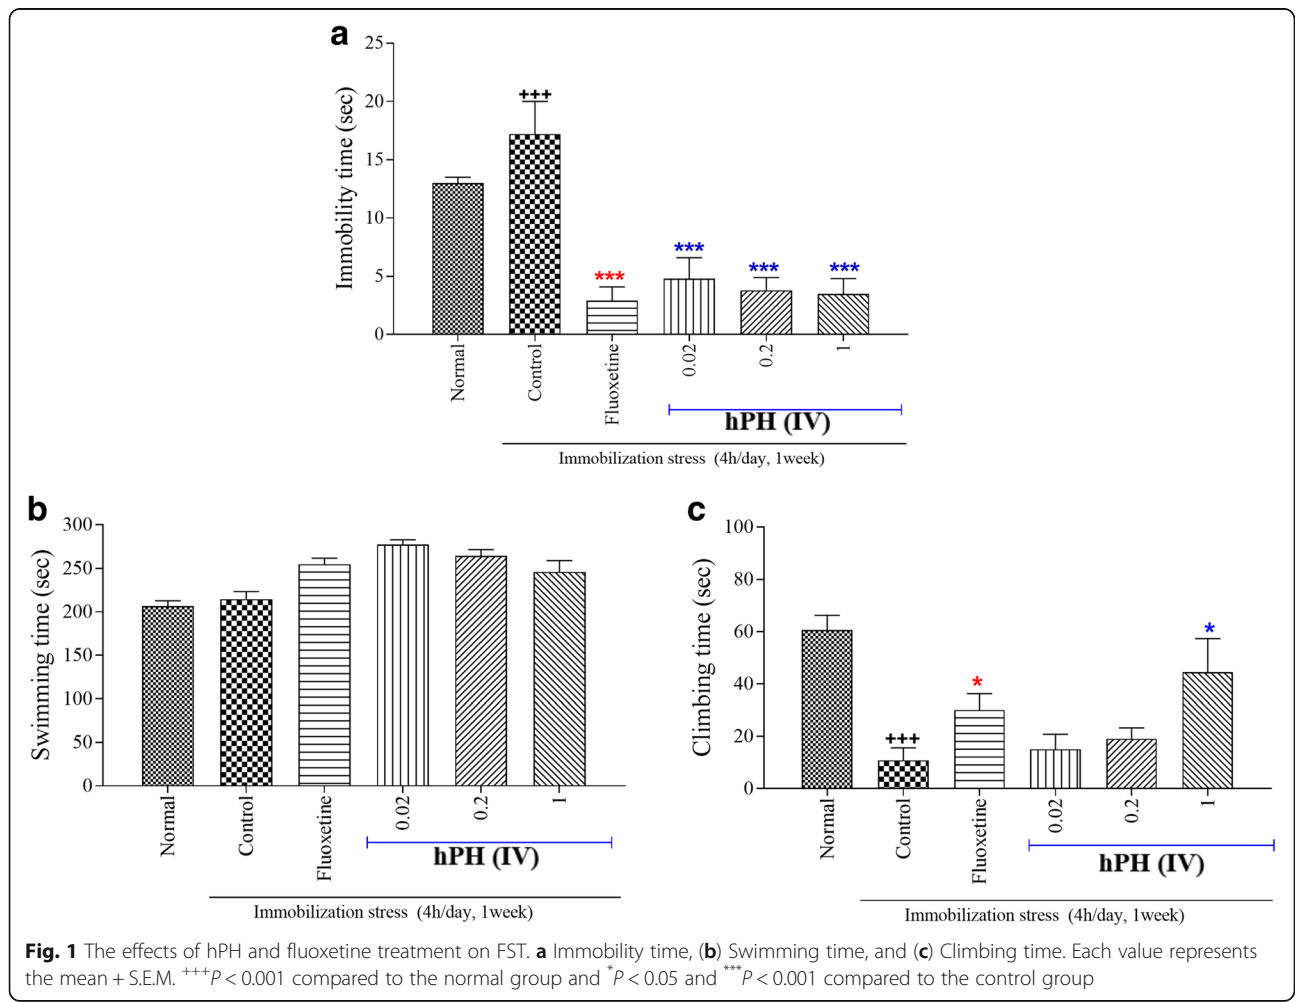 a
25
20
15
10
5
0
Immobility time (sec)
+++
***
***
***
***
Normal
Control
Fluoxetine
0.02
0.2
1
hPH (IV)
Immobilization stress (4h/day, 1week)
b
300
250
200
150
100
50
0
Swimming time (sec)
Normal
Control
Fluoxetine
0.02
0.2
1
hPH (IV)
Immobilization stress (4h/day, 1week)
c
100
80
60
40
20
0
Climbing time (sec)
+++
*
*
Normal
Control
Fluoxetine
0.02
0.2
1
hPH (IV)
Immobilization stress (4h/day, 1week)
Fig. 1 The effects of hPH and fluoxetine treatment on FST. a Immobility time, (b) Swimming time, and (c) Climbing time. Each value represents
the mean + S.E.M. +++P < 0.001 compared to the normal group and *P < 0.05 and ***P < 0.001 compared to the control group